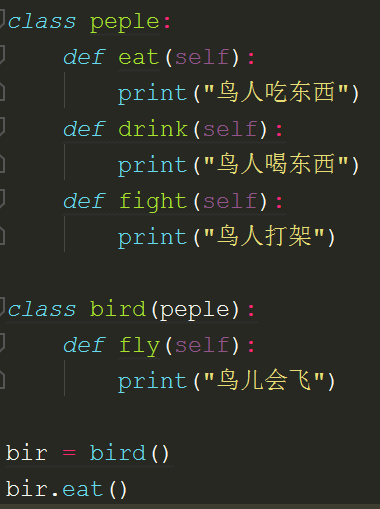 class peple:
    def eat(self):
        print("鸟人吃东西")
    def drink(self):
        print("鸟人喝东西")
    def fight(self):
        print("鸟人打架")
class bird(peple):
    def fly(self):
        print("鸟儿会飞")
bir = bird()
bir.eat()